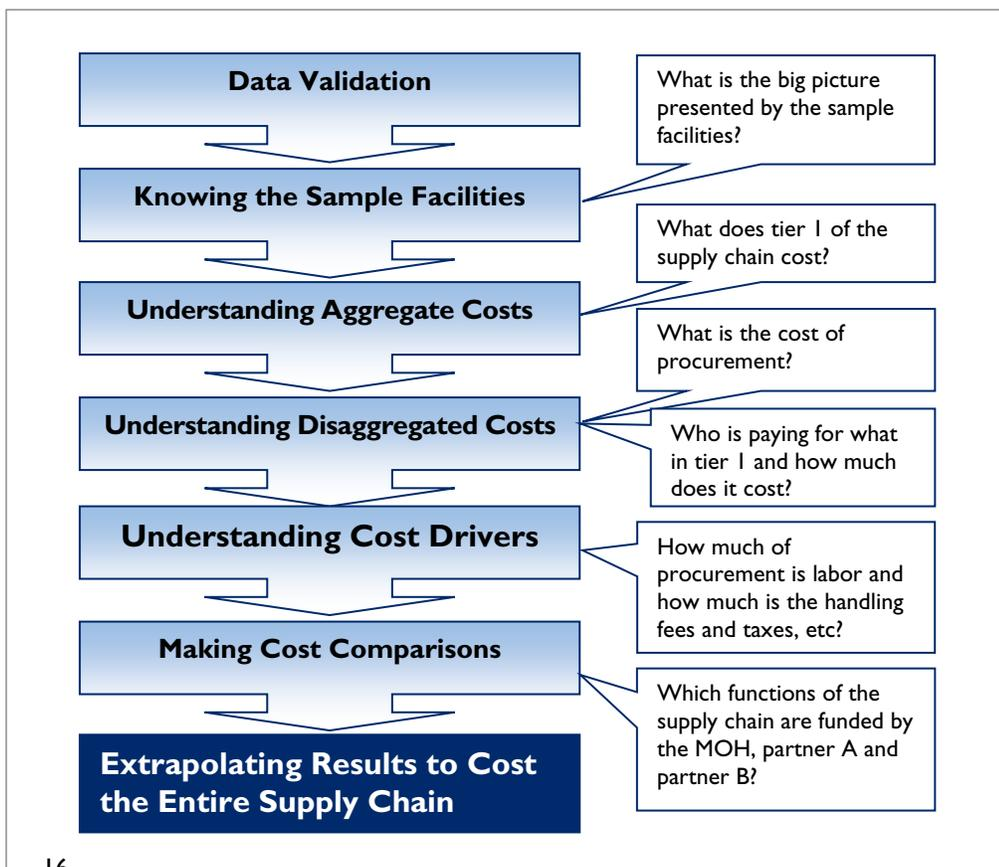 Data Validation
What is the big picture
presented by the sample
facilities?
Knowing the Sample Facilities
What does tier 1 of the
supply chain cost?
Understanding Aggregate Costs
What is the cost of
procurement?
Understanding Disaggregated Costs
Who is paying for what
in tier 1 and how much
does it cost?
Understanding Cost Drivers
How much of
procurement is labor and
how much is the handling
fees and taxes, etc?
Making Cost Comparisons
Which functions of the
supply chain are funded by
the MOH, partner A and
partner B?
Extrapolating Results to Cost
the Entire Supply Chain